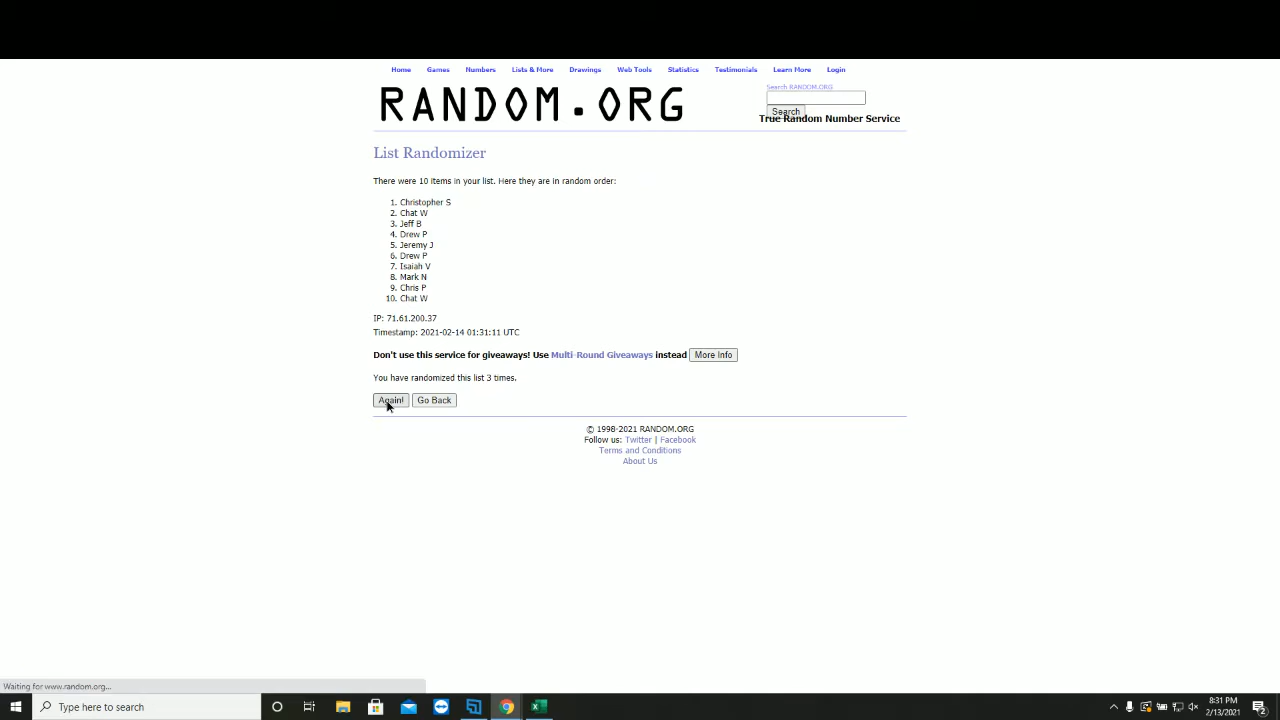 Home Games Numbers Lists & More Drawings Web Tools Statistics Testimonials Learn More Login
Search RANDOM.ORG
RANDOM.ORG
Search
True Random Number Service
List Randomizer
There were 10 items in your list. Here they are in random order:
1. Christopher S
2. Chat W
3. Jeff B
4. Drew P
5. Jeremy J
6. Drew P
7. Isaiah V
8. Mark N
9. Chris P
10. Chat W
IP: 71.61.200.37
Timestamp: 2021-02-14 01:31:11 UTC
Don't use this service for giveaways! Use Multi-Round Giveaways instead More Info
You have randomized this list 3 times.
Again! Go Back
© 1998-2021 RANDOM.ORG
Follow us: Twitter | Facebook
Terms and Conditions
About Us
Waiting for www.random.org...
Type here to search
8:31 PM
2/13/2021
2